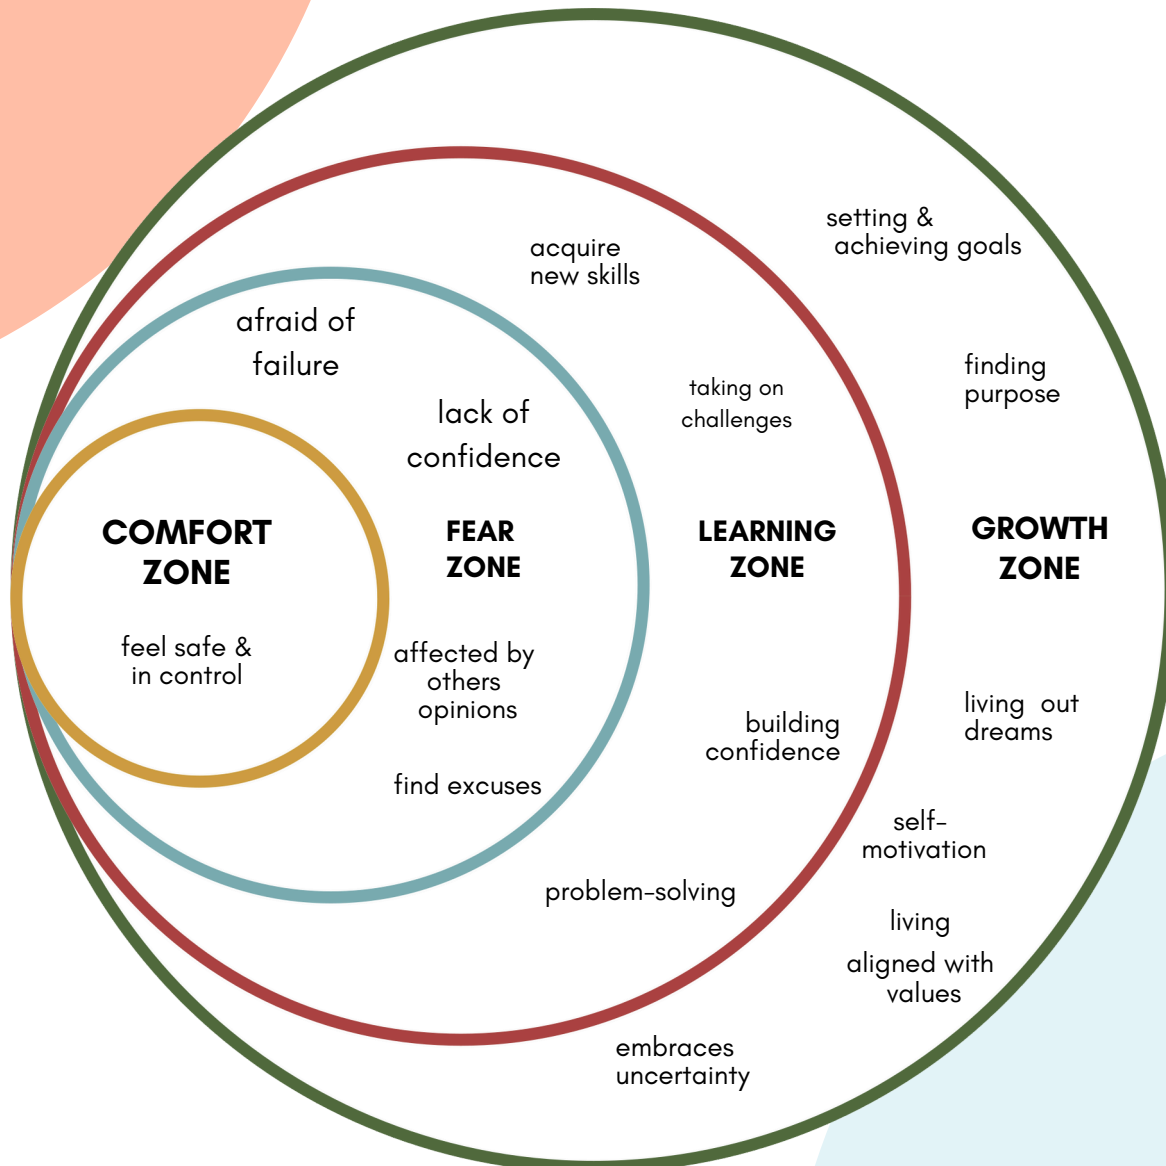 COMFORT
ZONE
feel safe &
in control
afraid of
failure
lack of
confidence
FEAR
ZONE
affected by
others
opinions
find excuses
acquire
new skills
taking on
challenges
LEARNING
ZONE
building
confidence
problem-solving
setting &
achieving goals
finding
purpose
GROWTH
ZONE
living out
dreams
self-
motivation
living
aligned with
values
embraces
uncertainty